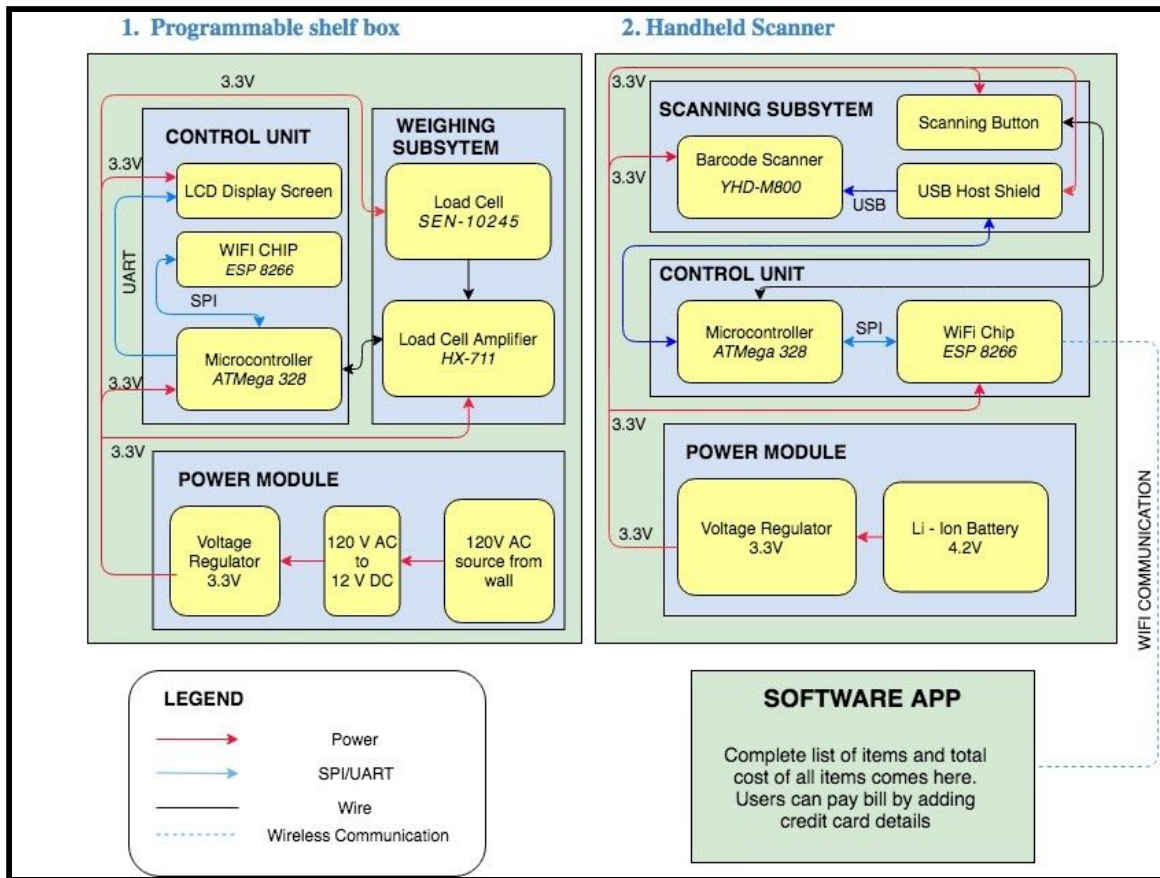 1. Programmable shelf box
3.3V
CONTROL UNIT
3.3V
LCD Display Screen
WIFI CHIP
ESP 8266
UART
SPI
Microcontroller
ATMega 328
3.3V
WEIGHING
SUBSYTEM
Load Cell
SEN-10245
Load Cell Amplifier
HX-711
3.3V
POWER MODULE
Voltage
Regulator
3.3V
120 V AC
to
12 V DC
120V AC
source from
wall
2. Handheld Scanner
3.3V
SCANNING SUBSYTEM
Scanning Button
3.3V
Barcode Scanner
YHD-M800
USB
USB Host Shield
CONTROL UNIT
Microcontroller
ATMega 328
SPI
WiFi Chip
ESP 8266
3.3V
POWER MODULE
3.3V
Voltage Regulator
3.3V
Li - Ion Battery
4.2V
WIFI COMMUNICATION
LEGEND
Power
SPI/UART
Wire
Wireless Communication
SOFTWARE APP
Complete list of items and total
cost of all items comes here.
Users can pay bill by adding
credit card details